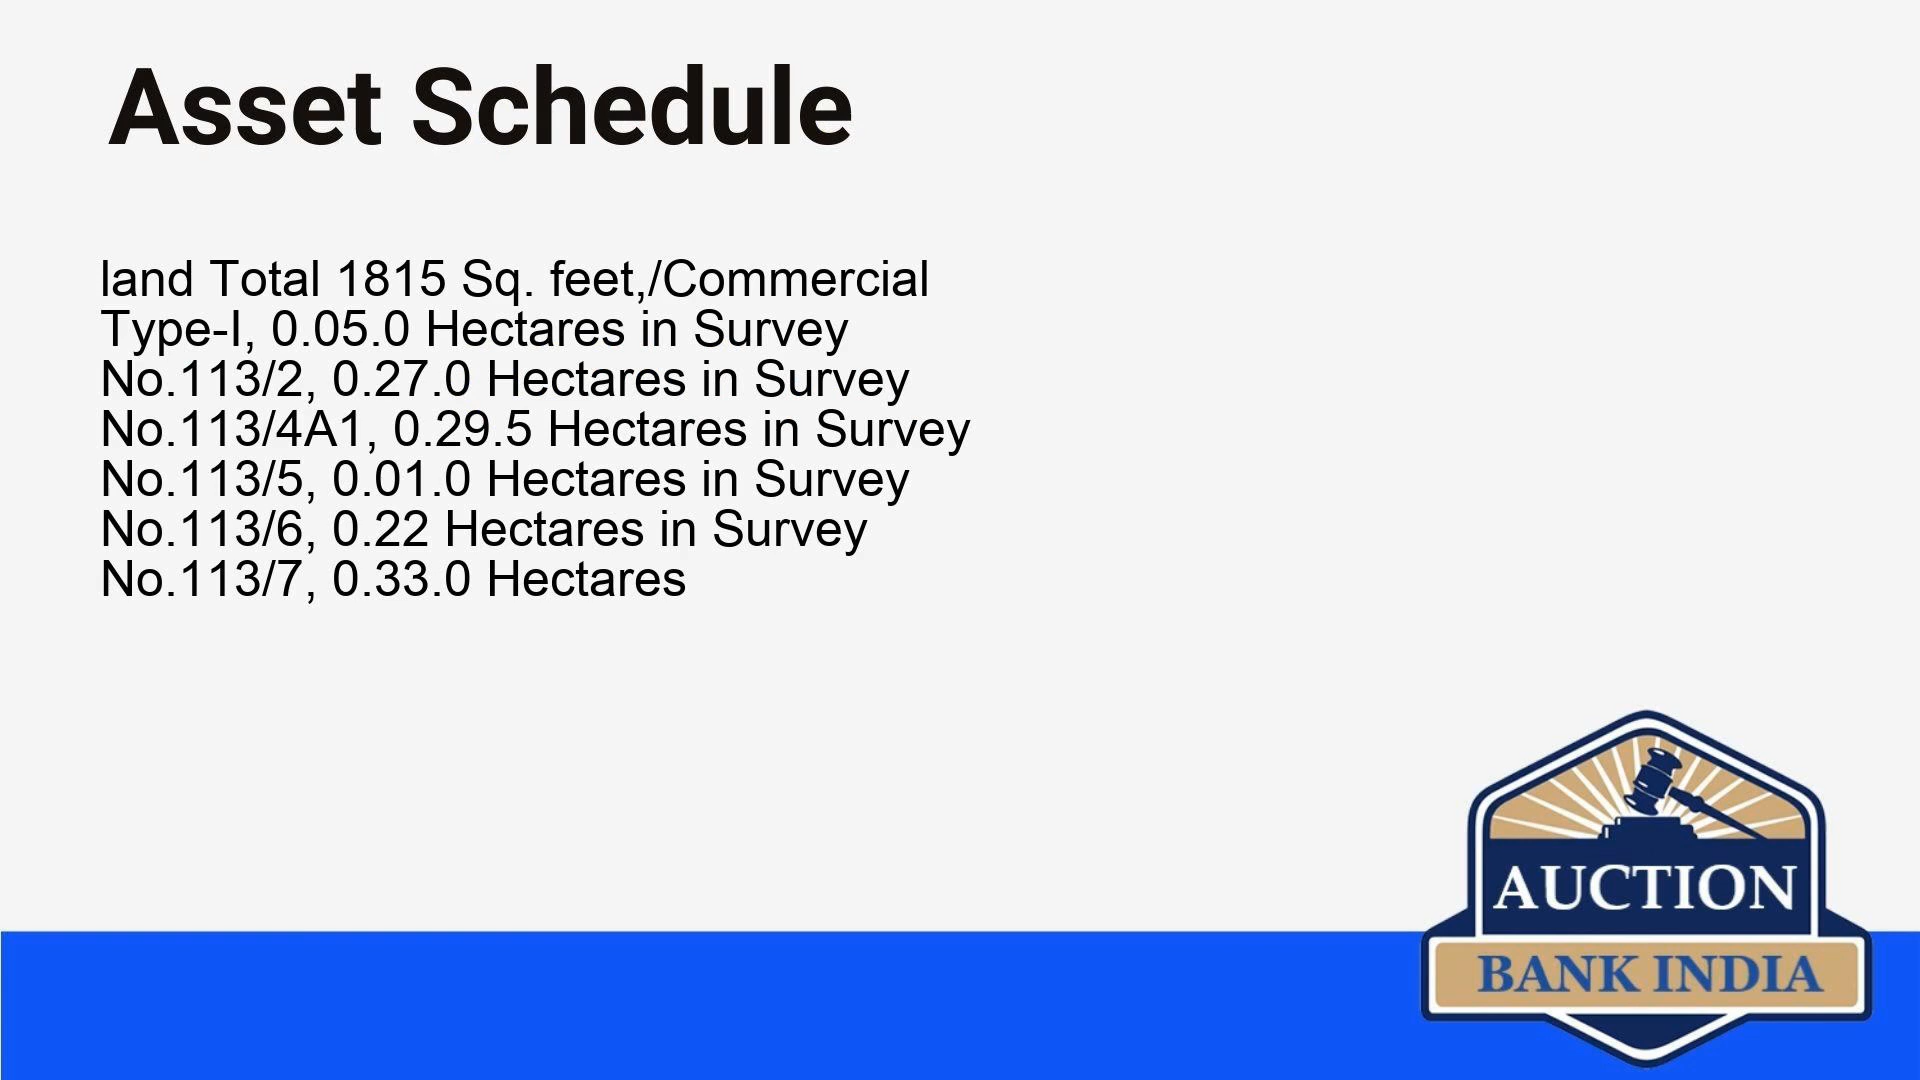 Asset Schedule
land Total 1815 Sq. feet,/Commercial
Type-I, 0.05.0 Hectares in Survey
No.113/2, 0.27.0 Hectares in Survey
No.113/4A1, 0.29.5 Hectares in Survey
No.113/5, 0.01.0 Hectares in Survey
No.113/6, 0.22 Hectares in Survey
No.113/7, 0.33.0 Hectares
AUCTION
BANK INDIA